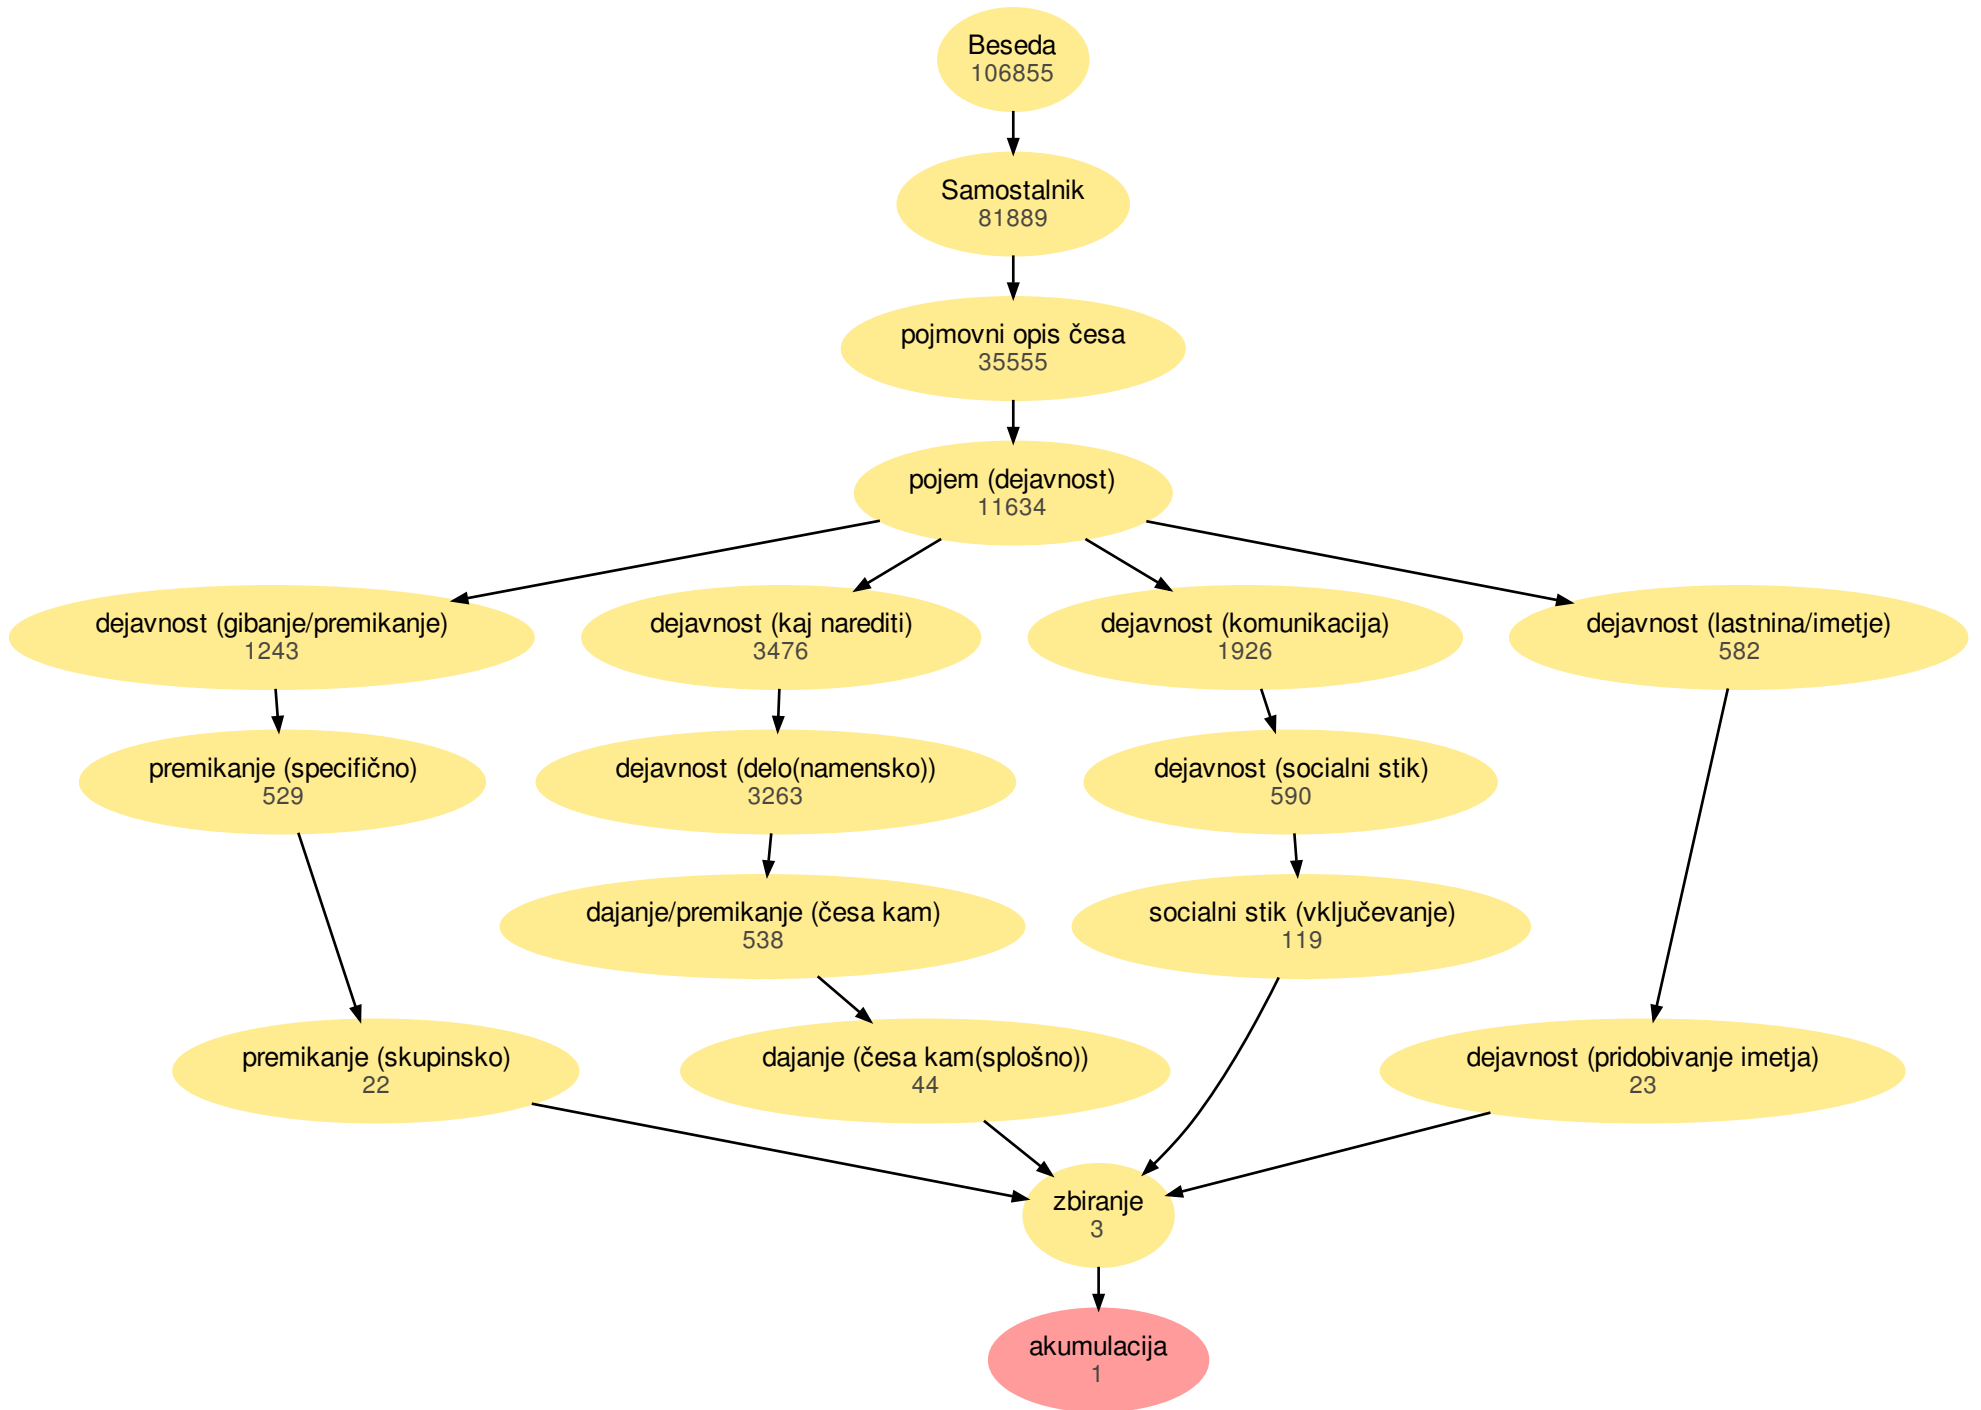 Beseda
106855
Samostalnik
81889
pojmovni opis česa
35555
pojem (dejavnost)
11634
dejavnost (gibanje/premikanje)
1243
dejavnost (kaj narediti)
3476
dejavnost (komunikacija)
1926
dejavnost (lastnina/imetje)
582
premikanje (specifično)
529
dejavnost (delo(namensko))
3263
dejavnost (socialni stik)
590
dajanje/premikanje (česa kam)
538
socialni stik (vključevanje)
119
premikanje (skupinsko)
22
dajanje (česa kam(splošno))
44
dejavnost (pridobivanje imetja)
23
zbiranje
3
akumulacija
1